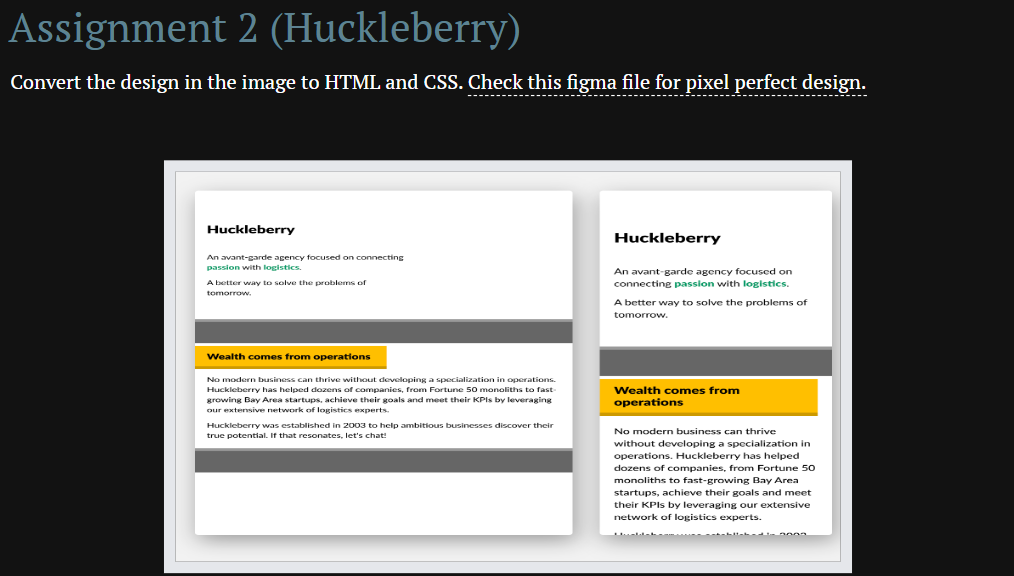 Assignment 2 (Huckleberry)
Convert the design in the image to HTML and CSS. Check this figma file for pixel perfect design.
Huckleberry
An avant-garde agency focused on connecting
passion with logistics.
A better way to solve the problems of
tomorrow.
Wealth comes from operations
No modern business can thrive without developing a specialization in operations.
Huckleberry has helped dozens of companies, from Fortune 50 monoliths to fast-
growing Bay Area startups, achieve their goals and meet their KPIs by leveraging
our extensive network of logistics experts.
Huckleberry was established in 2003 to help ambitious businesses discover their
true potential. If that resonates, let's chat!
Huckleberry
An avant-garde agency focused on
connecting passion with logistics.
A better way to solve the problems of
tomorrow.
Wealth comes from
operations
No modern business can thrive
without developing a specialization in
operations. Huckleberry has helped
dozens of companies, from Fortune 50
monoliths to fast-growing Bay Area
startups, achieve their goals and meet
their KPIs by leveraging our extensive
network of logistics experts.
Huckleberry was established in 2003